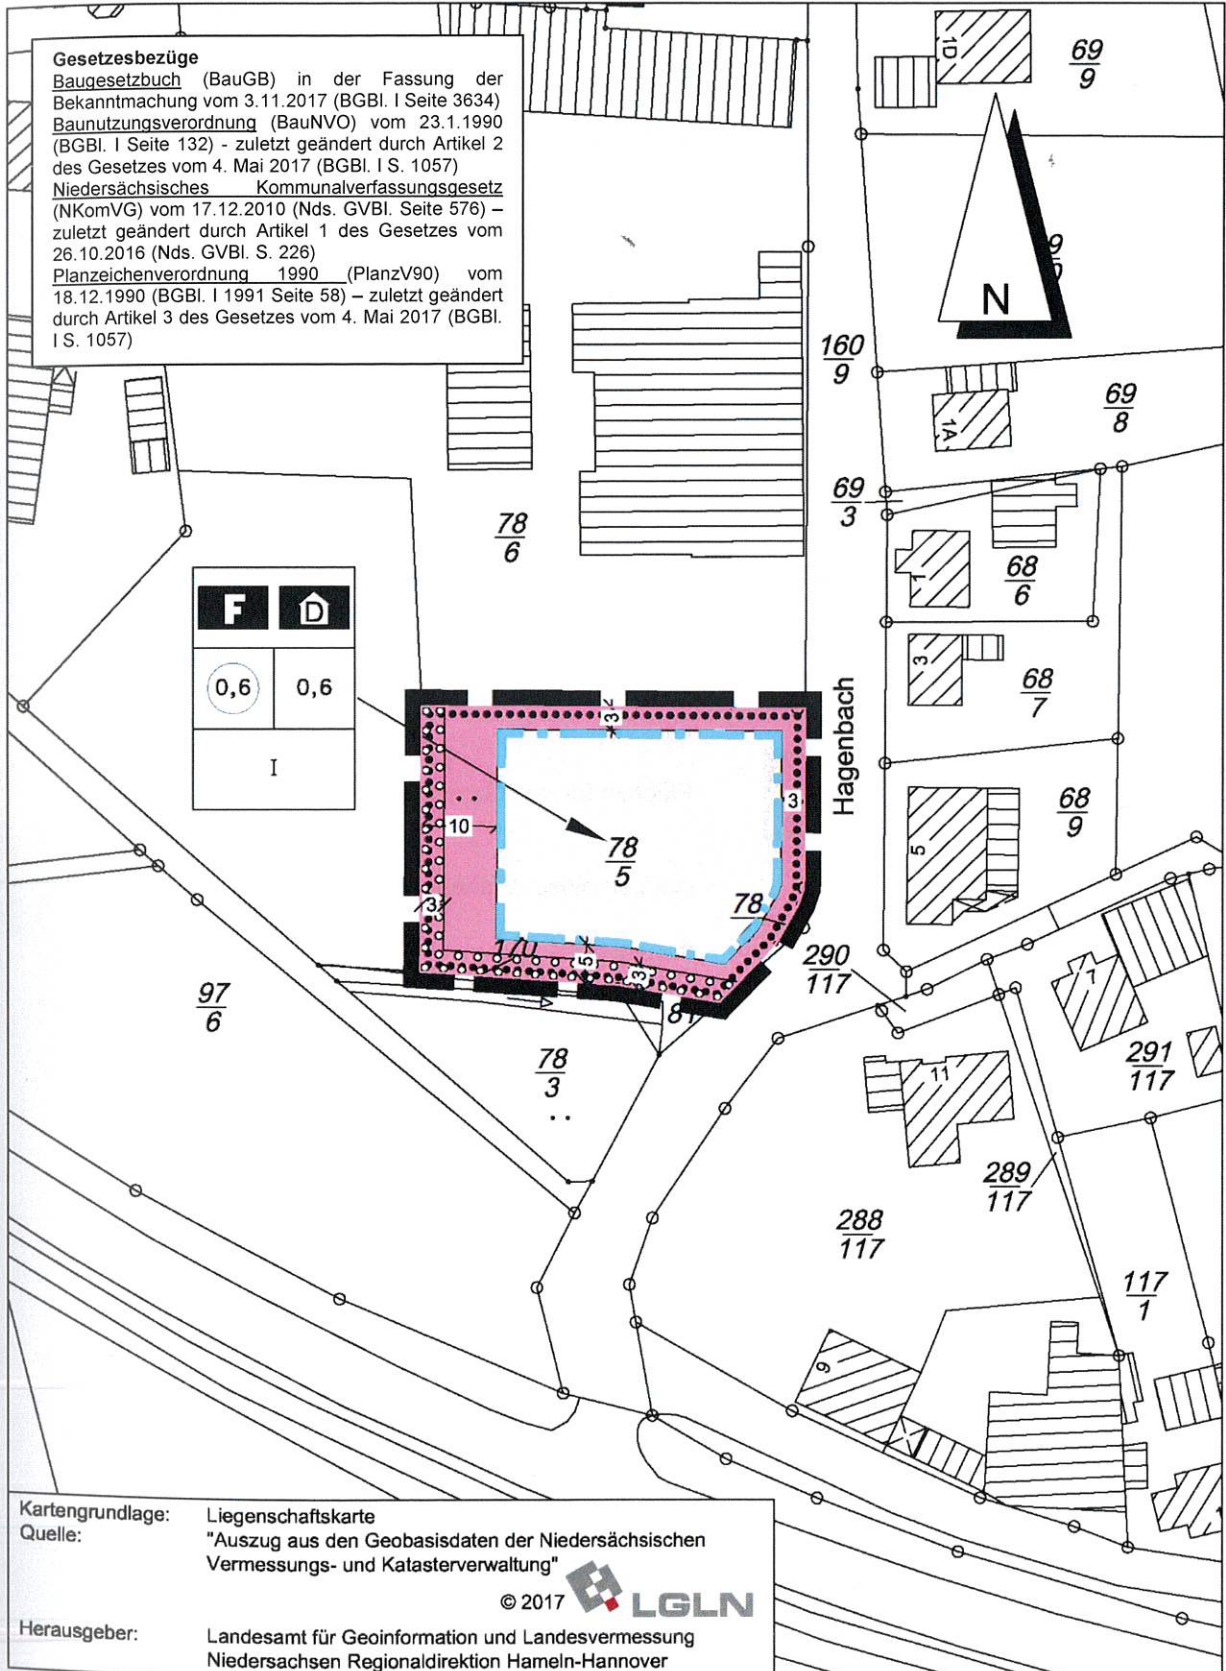 Gesetzesbezüge
Baugesetzbuch (BauGB) in der Fassung der
Bekanntmachung vom 3.11.2017 (BGBl. I Seite 3634)
Baunutzungsverordnung (BauNVO) vom 23.1.1990
(BGBl. I Seite 132) - zuletzt geändert durch Artikel 2
des Gesetzes vom 4. Mai 2017 (BGBl. I S. 1057)
Niedersächsisches Kommunalverfassungsgesetz
(NKomVG) vom 17.12.2010 (Nds. GVBl. Seite 576) –
zuletzt geändert durch Artikel 1 des Gesetzes vom
26.10.2016 (Nds. GVBl. S. 226)
Planzeichenverordnung 1990 (PlanzV90) vom
18.12.1990 (BGBl. I 1991 Seite 58) – zuletzt geändert
durch Artikel 3 des Gesetzes vom 4. Mai 2017 (BGBl.
I S. 1057)
1D
69
9
N
160
9
1A
69
8
69
3
78
6
1
68
6
F D
0,6 0,6
I
3
68
7
Hagenbach
3
3
10
78
5
5
68
9
3
78
170
5
3
81
290
117
97
6
78
3
7
291
117
11
289
117
288
117
117
1
9
Kartengrundlage: Liegenschaftskarte
Quelle: "Auszug aus den Geobasisdaten der Niedersächsischen
Vermessungs- und Katasterverwaltung"
© 2017 LGLN
Herausgeber: Landesamt für Geoinformation und Landesvermessung
Niedersachsen Regionaldirektion Hameln-Hannover